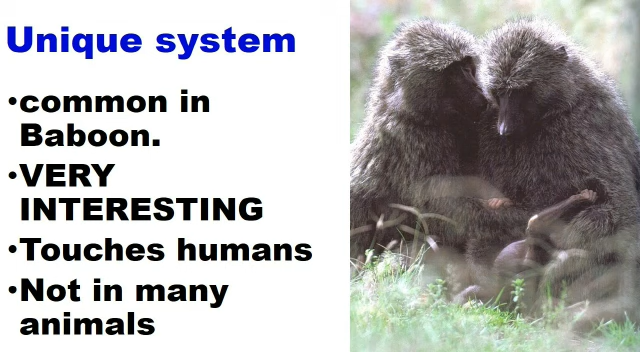 Unique system
•common in
Baboon.
•VERY
INTERESTING
•Touches humans
•Not in many
animals